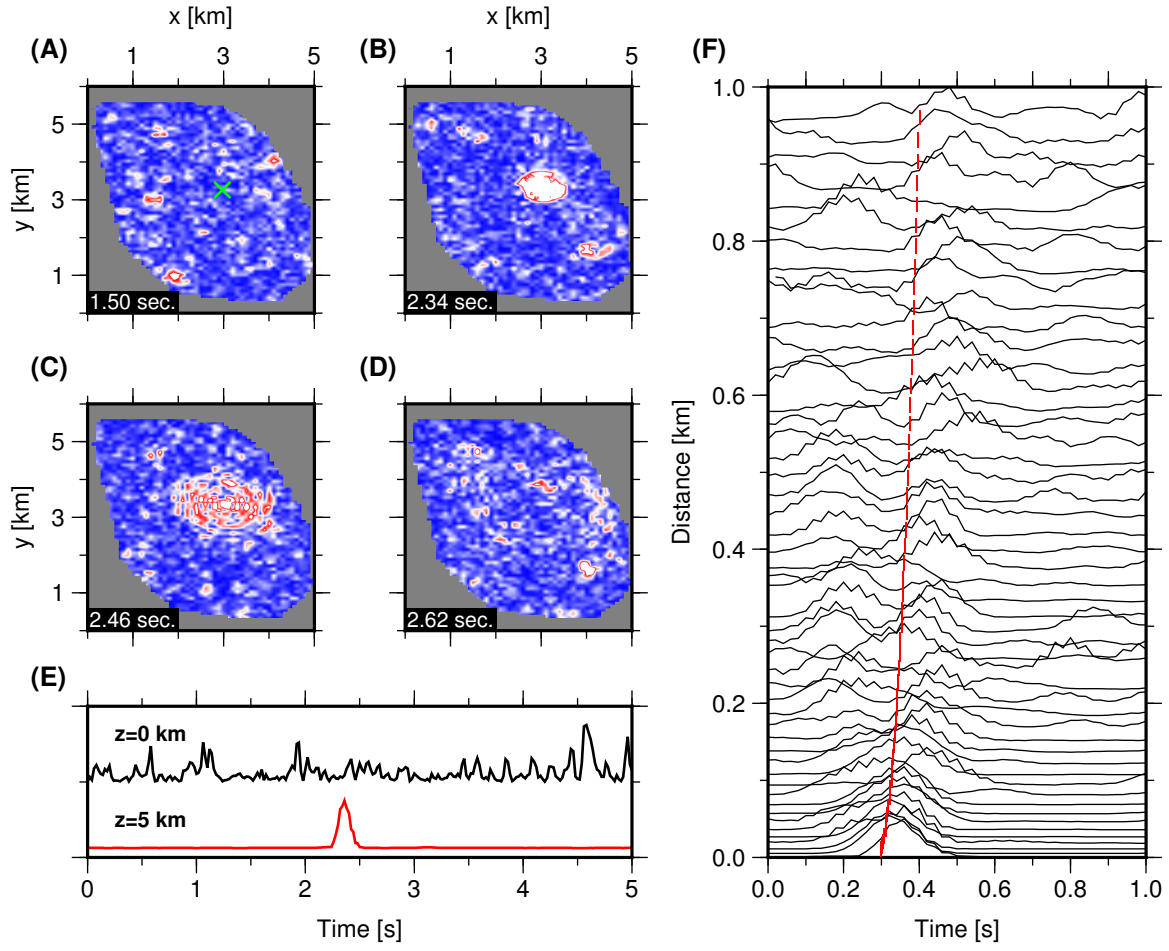 x [km]
x [km]
(A)
1
3
5
(B)
1
3
5
(F)
y [km]
5
3
1
1.50 sec.
2.34 sec.
(C)
(D)
y [km]
5
3
1
2.46 sec.
2.62 sec.
(E)
z=0 km
z=5 km
0
1
2
3
4
5
Time [s]
Distance [km]
1.0
0.8
0.6
0.4
0.2
0.0
0.0
0.2
0.4
0.6
0.8
1.0
Time [s]